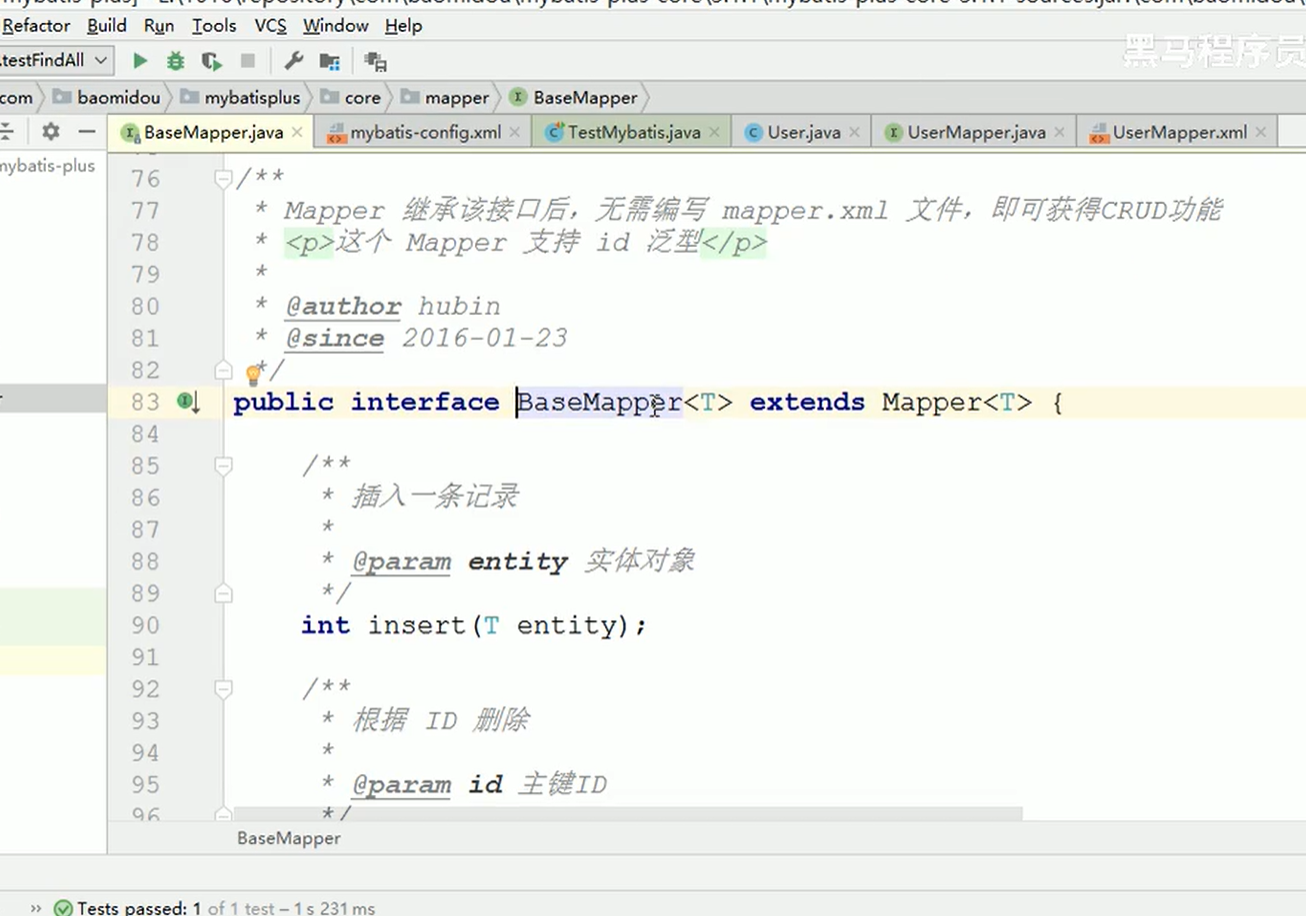 Refactor Build Run Tools VCS Window Help
黑马程序员
.testFindAll
com baomidou mybatisplus core mapper BaseMapper
BaseMapper.java mybatis-config.xml TestMybatis.java User.java UserMapper.java UserMapper.xml
mybatis-plus
76 /**
77 * Mapper 继承该接口后，无需编写 mapper.xml 文件，即可获得CRUD功能
78 * <p>这个 Mapper 支持 id 泛型</p>
79 *
80 * @author hubin
81 * @since 2016-01-23
82 */
83 public interface BaseMapper<T> extends Mapper<T> {
84
85 /**
86 * 插入一条记录
87 *
88 * @param entity 实体对象
89 */
90 int insert(T entity);
91
92 /**
93 * 根据 ID 删除
94 *
95 * @param id 主键ID
96 */
BaseMapper
» Tests passed: 1 of 1 test – 1 s 231 ms